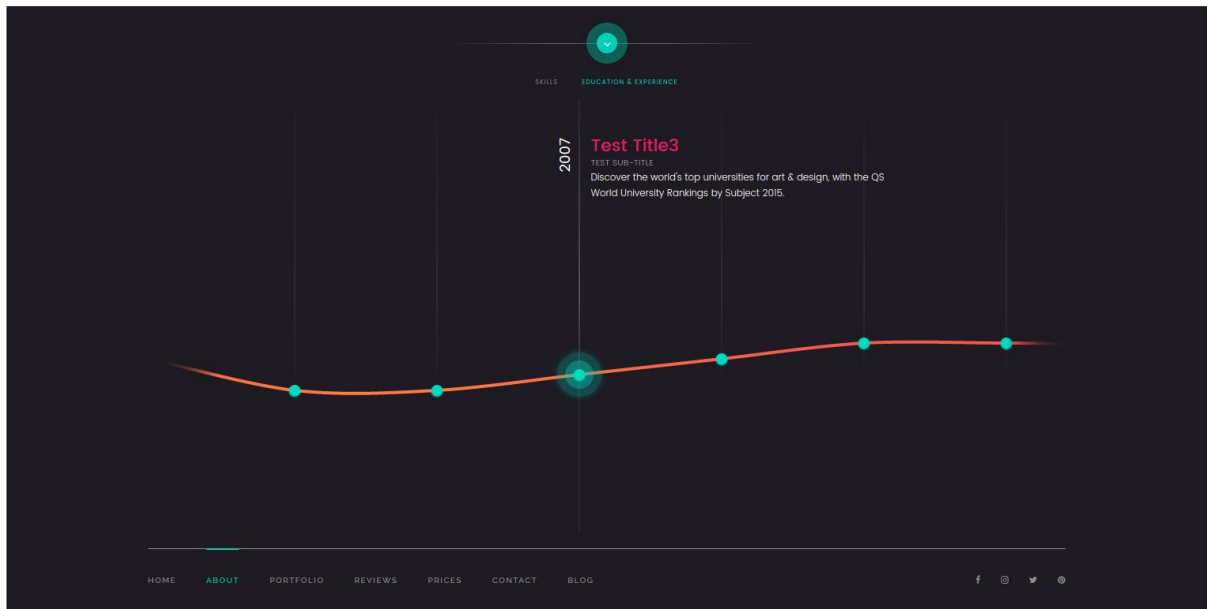 SKILLS EDUCATION & EXPERIENCE
2007
Test Title3
TEST SUB-TITLE
Discover the world's top universities for art & design, with the QS
World University Rankings by Subject 2015.
HOME ABOUT PORTFOLIO REVIEWS PRICES CONTACT BLOG